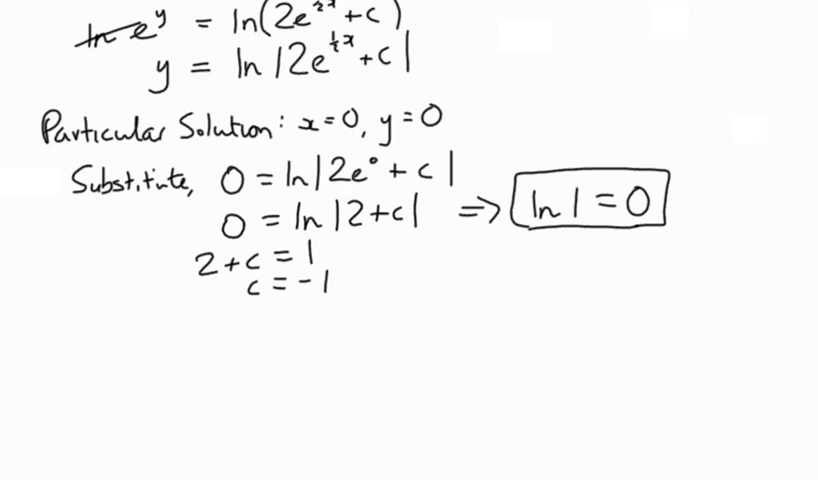 ln e^y = ln(2e^{½x} + c)
y = ln |2e^{½x} + c|
Particular Solution: x = 0, y = 0
Substitute, 0 = ln |2e^0 + c|
0 = ln |2 + c| => ln 1 = 0
2 + c = 1
c = -1